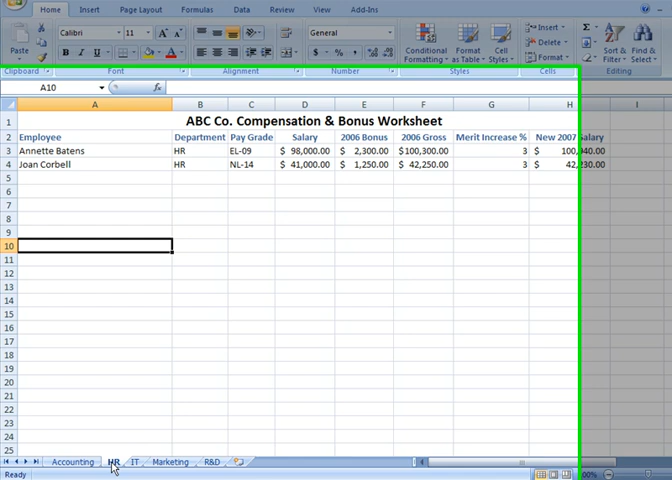 Home Insert Page Layout Formulas Data Review View Add-Ins
Calibri 11 A A General Insert Σ
Paste B I U $ % , Conditional Formatting Format as Table Cell Styles Delete Format Sort & Filter Find & Select
Clipboard Font Alignment Number Styles Cells Editing
A10 fx
A B C D E F G H I
1 ABC Co. Compensation & Bonus Worksheet
2 Employee Department Pay Grade Salary 2006 Bonus 2006 Gross Merit Increase % New 2007 Salary
3 Annette Batens HR EL-09 $ 98,000.00 $ 2,300.00 $100,300.00 3 $ 100,940.00
4 Joan Corbell HR NL-14 $ 41,000.00 $ 1,250.00 $ 42,250.00 3 $ 42,230.00
5
6
7
8
9
10
11
12
13
14
15
16
17
18
19
20
21
22
23
24
25
Accounting HR IT Marketing R&D
Ready 100%